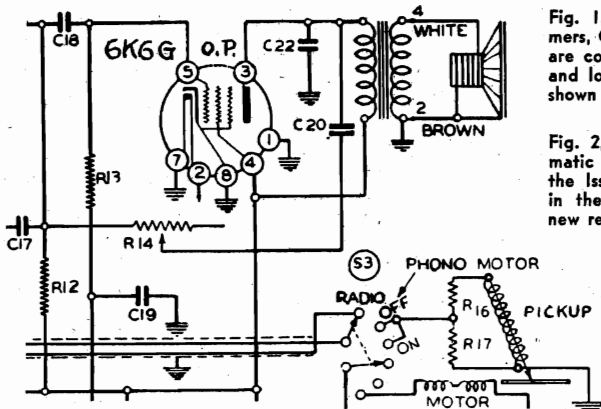 C18
6K6G O.P.
5
3
C22
4
WHITE
2
BROWN
C20
1
7
2
8
4
R13
C17
R14
R12
C19
S3
PHONO MOTOR
RADIO
OFF
ON
R16
R17
PICKUP
MOTOR
Fig. 1
mers, C
are co
and lo
shown
Fig. 2
matic
the Iss
in the
new re